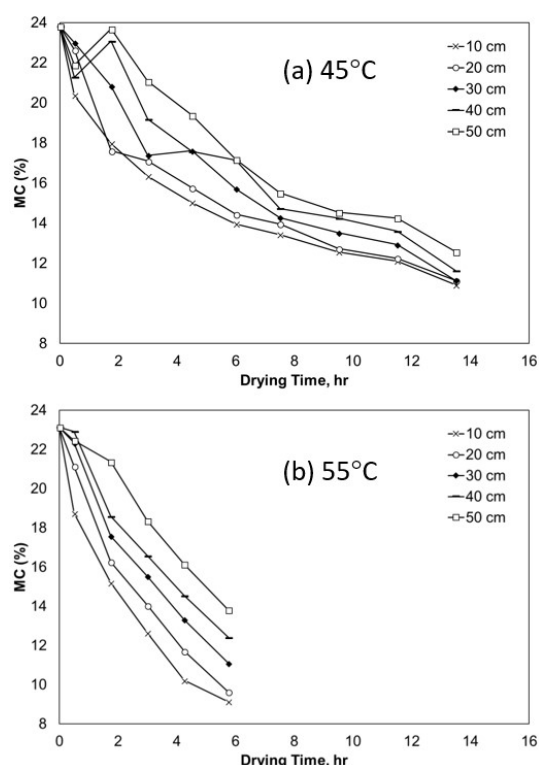 24
22
20
18
16
14
12
10
8
MC (%)
(a) 45°C
10 cm
20 cm
30 cm
40 cm
50 cm
0 2 4 6 8 10 12 14 16
Drying Time, hr
24
22
20
18
16
14
12
10
8
MC (%)
(b) 55°C
10 cm
20 cm
30 cm
40 cm
50 cm
0 2 4 6 8 10 12 14 16
Drying Time, hr